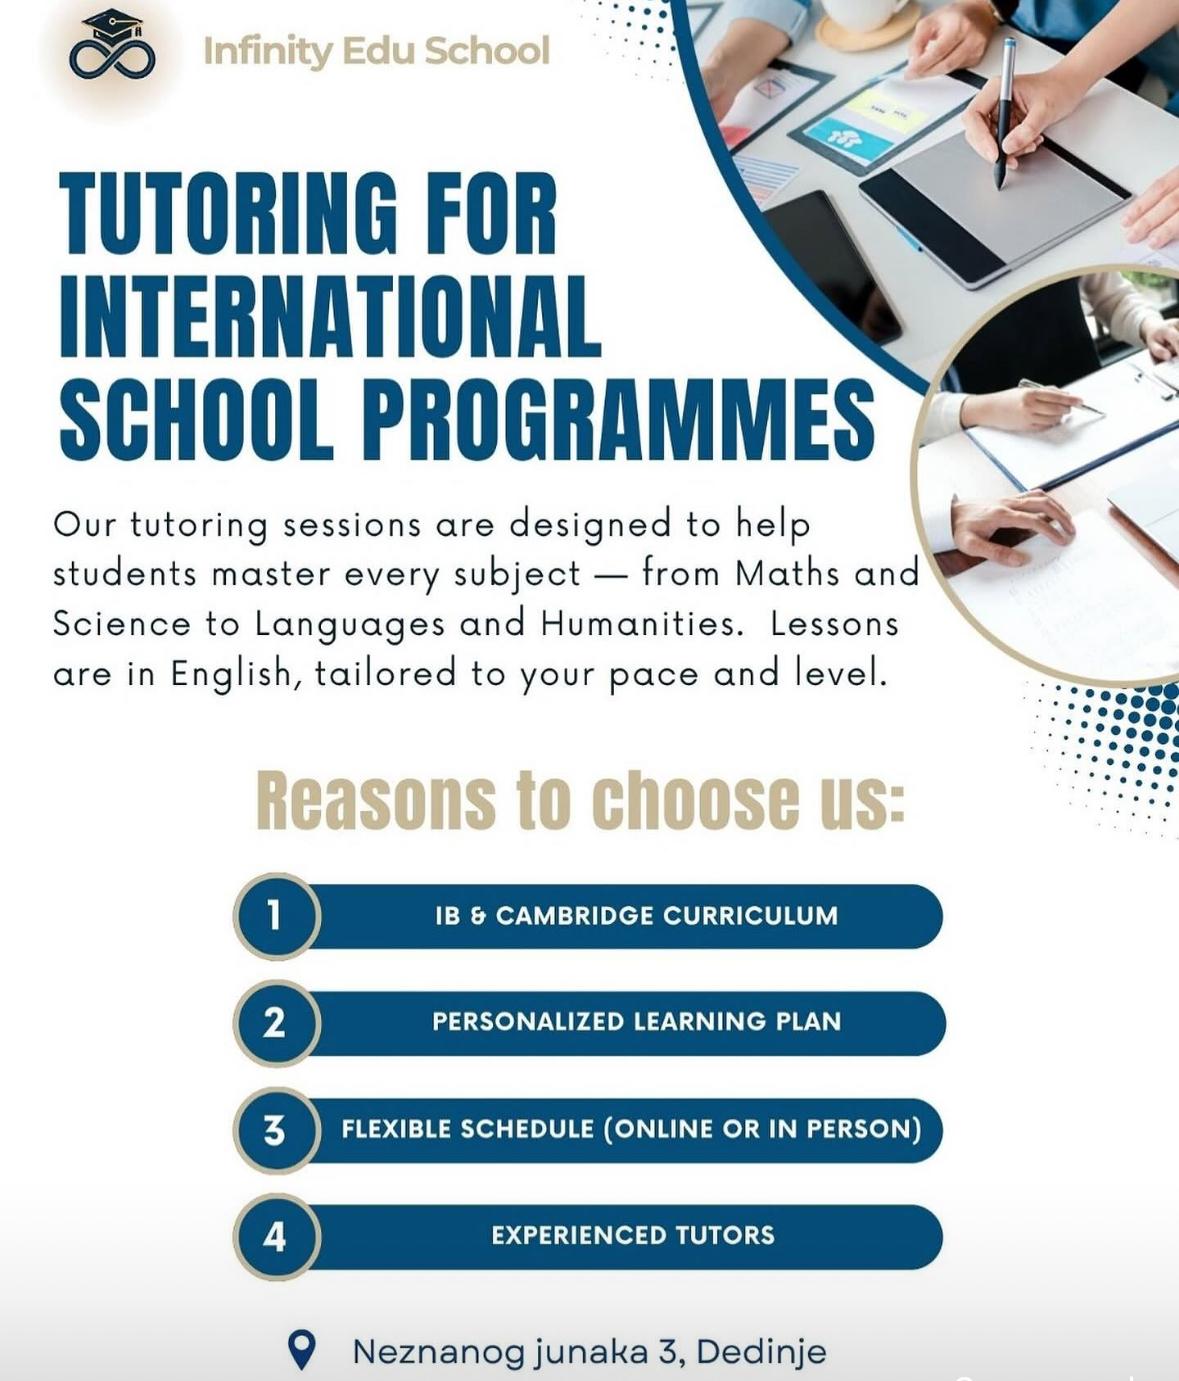 Infinity Edu School
TUTORING FOR
INTERNATIONAL
SCHOOL PROGRAMMES
Our tutoring sessions are designed to help
students master every subject — from Maths and
Science to Languages and Humanities. Lessons
are in English, tailored to your pace and level.
Reasons to choose us:
1 IB & CAMBRIDGE CURRICULUM
2 PERSONALIZED LEARNING PLAN
3 FLEXIBLE SCHEDULE (ONLINE OR IN PERSON)
4 EXPERIENCED TUTORS
Neznanog junaka 3, Dedinje